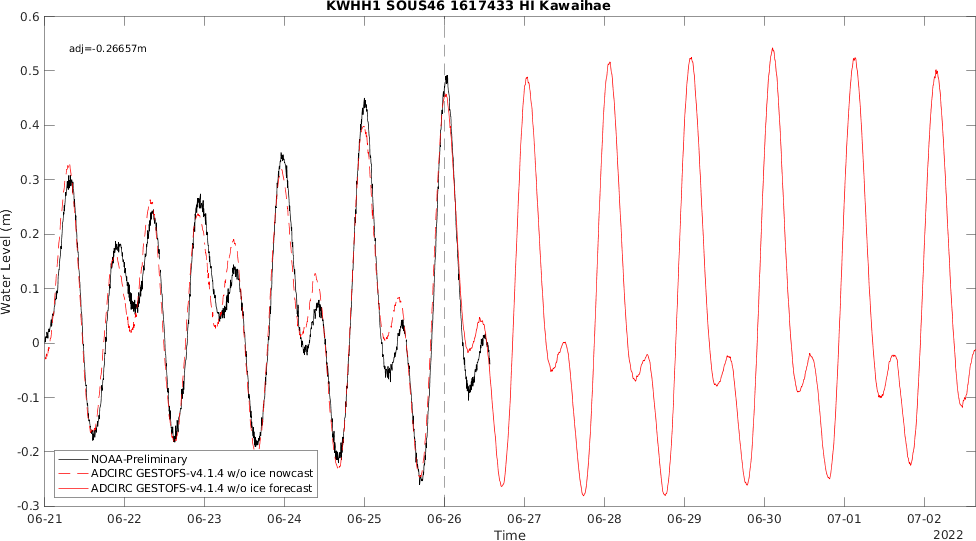 KWHH1 SOUS46 1617433 HI Kawaihae
adj=-0.26657m
0.6
0.5
0.4
0.3
0.2
0.1
0
-0.1
-0.2
-0.3
Water Level (m)
NOAA-Preliminary
ADCIRC GESTOFS-v4.1.4 w/o ice nowcast
ADCIRC GESTOFS-v4.1.4 w/o ice forecast
06-21 06-22 06-23 06-24 06-25 06-26 06-27 06-28 06-29 06-30 07-01 07-02
Time
2022